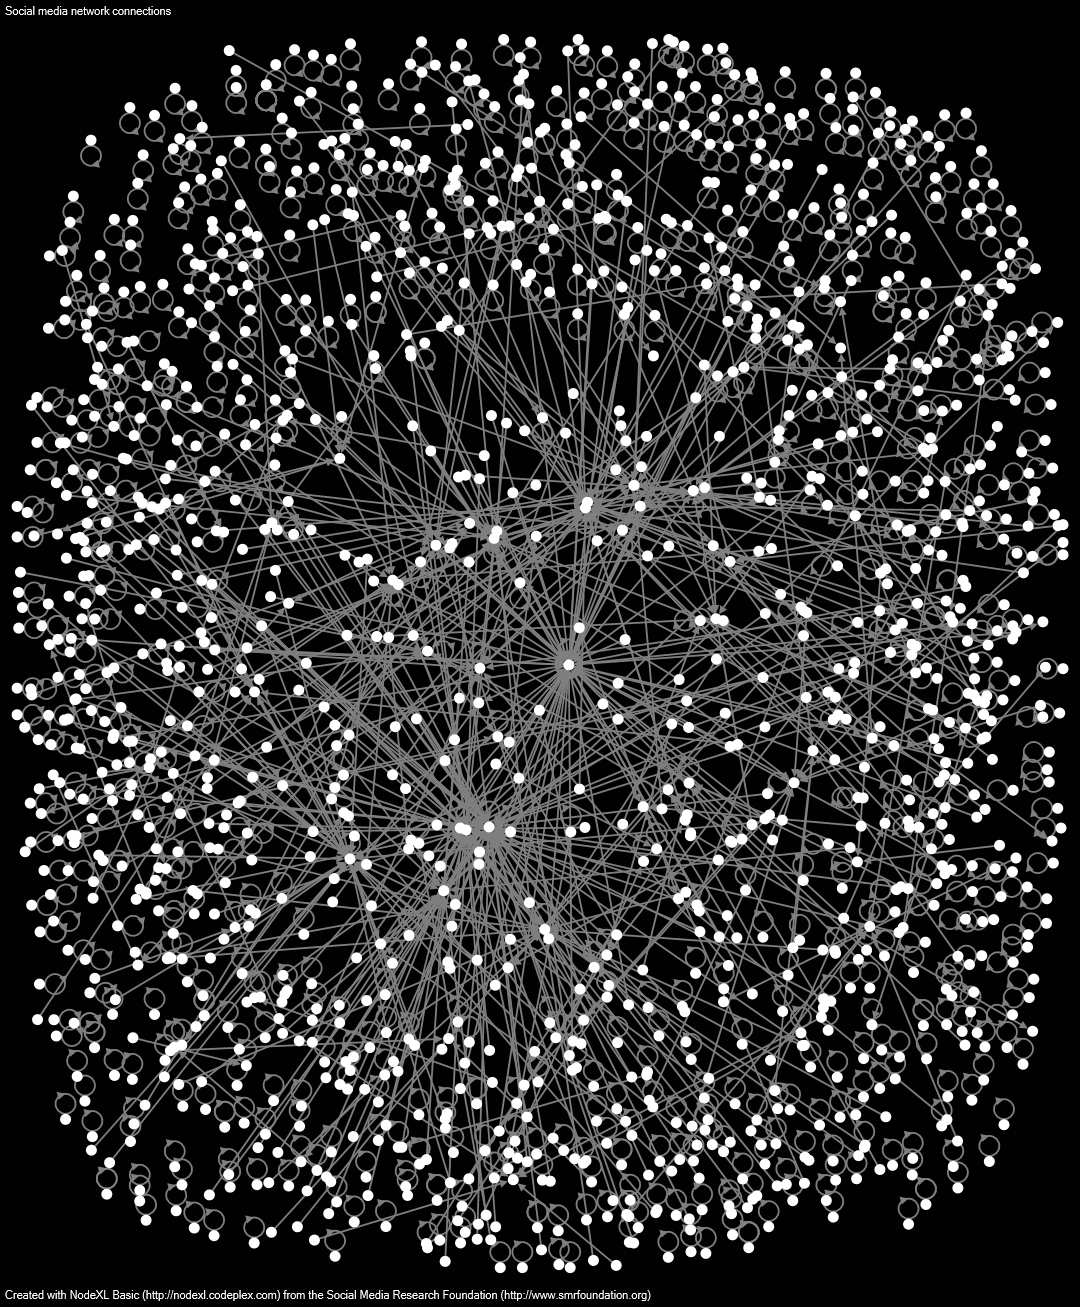 Social media network connections
Created with NodeXL Basic (http://nodexl.codeplex.com) from the Social Media Research Foundation (http://www.smrfoundation.org)